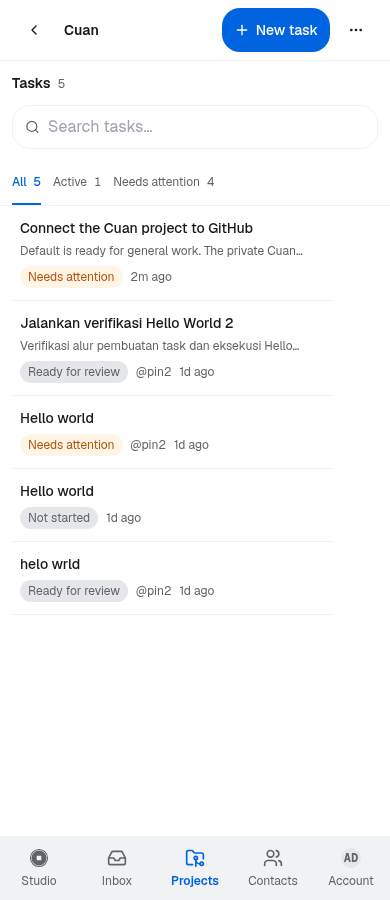 Cuan
New task
Tasks 5
Search tasks...
All 5 Active 1 Needs attention 4
Connect the Cuan project to GitHub
Default is ready for general work. The private Cuan...
Needs attention 2m ago
Jalankan verifikasi Hello World 2
Verifikasi alur pembuatan task dan eksekusi Hello...
Ready for review @pin2 1d ago
Hello world
Needs attention @pin2 1d ago
Hello world
Not started 1d ago
helo wrld
Ready for review @pin2 1d ago
AD
Studio Inbox Projects Contacts Account